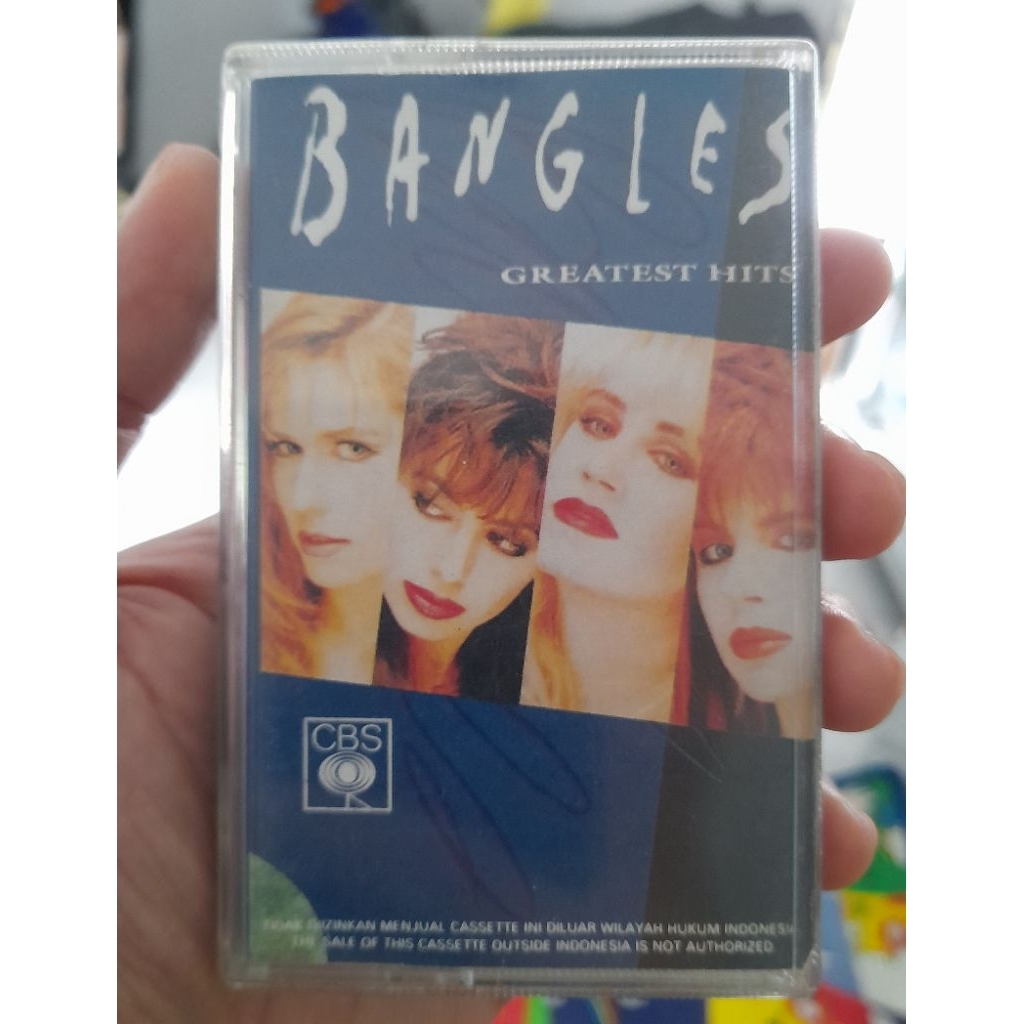 BANGLES
GREATEST HITS
CBS
TIDAK DIIZINKAN MENJUAL CASSETTE INI DILUAR WILAYAH HUKUM INDONESIA
THE SALE OF THIS CASSETTE OUTSIDE INDONESIA IS NOT AUTHORIZED